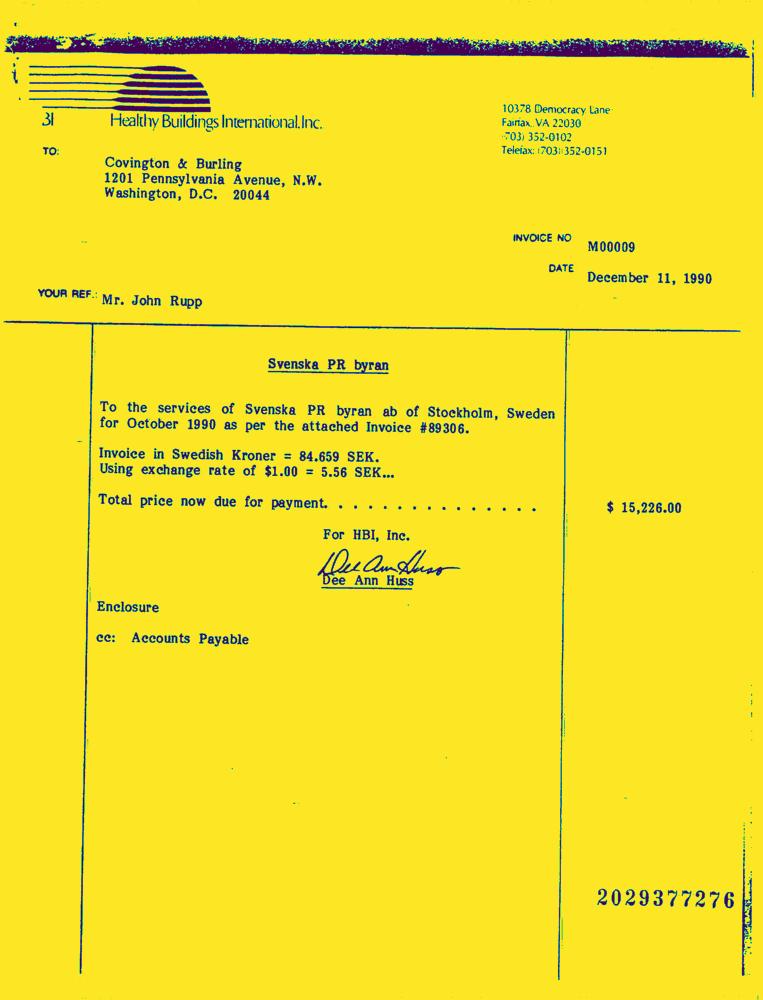 31 Healthy Buildings International, Inc.
10378 Democracy Lane
Fairfax, VA 22030
(703) 352-0102
Telefax: (703) 352-0151
TO:
Covington & Burling
1201 Pennsylvania Avenue, N.W.
Washington, D.C. 20044
INVOICE NO M00009
DATE December 11, 1990
YOUR REF.: Mr. John Rupp
Svenska PR byran
To the services of Svenska PR byran ab of Stockholm, Sweden
for October 1990 as per the attached Invoice #89306.
Invoice in Swedish Kroner = 84.659 SEK.
Using exchange rate of $1.00 = 5.56 SEK...
Total price now due for payment. . . . . . . . . . . . . . . $ 15,226.00
For HBI, Inc.
Dee Ann Huss
Dee Ann Huss
Enclosure
cc: Accounts Payable
2029377276